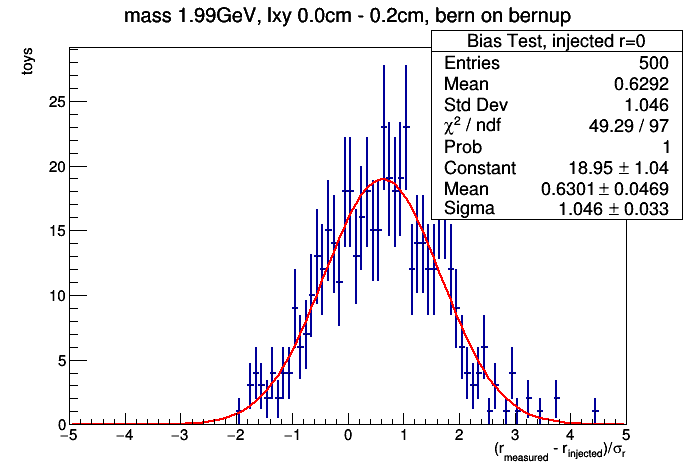 mass 1.99GeV, lxy 0.0cm - 0.2cm, bern on bernup
Bias Test, injected r=0
Entries 500
Mean 0.6292
Std Dev 1.046
χ² / ndf 49.29 / 97
Prob 1
Constant 18.95 ± 1.04
Mean 0.6301 ± 0.0469
Sigma 1.046 ± 0.033
toys
25
20
15
10
5
0
−5 −4 −3 −2 −1 0 1 2 3 4 5
(r_measured - r_injected)/σ_r